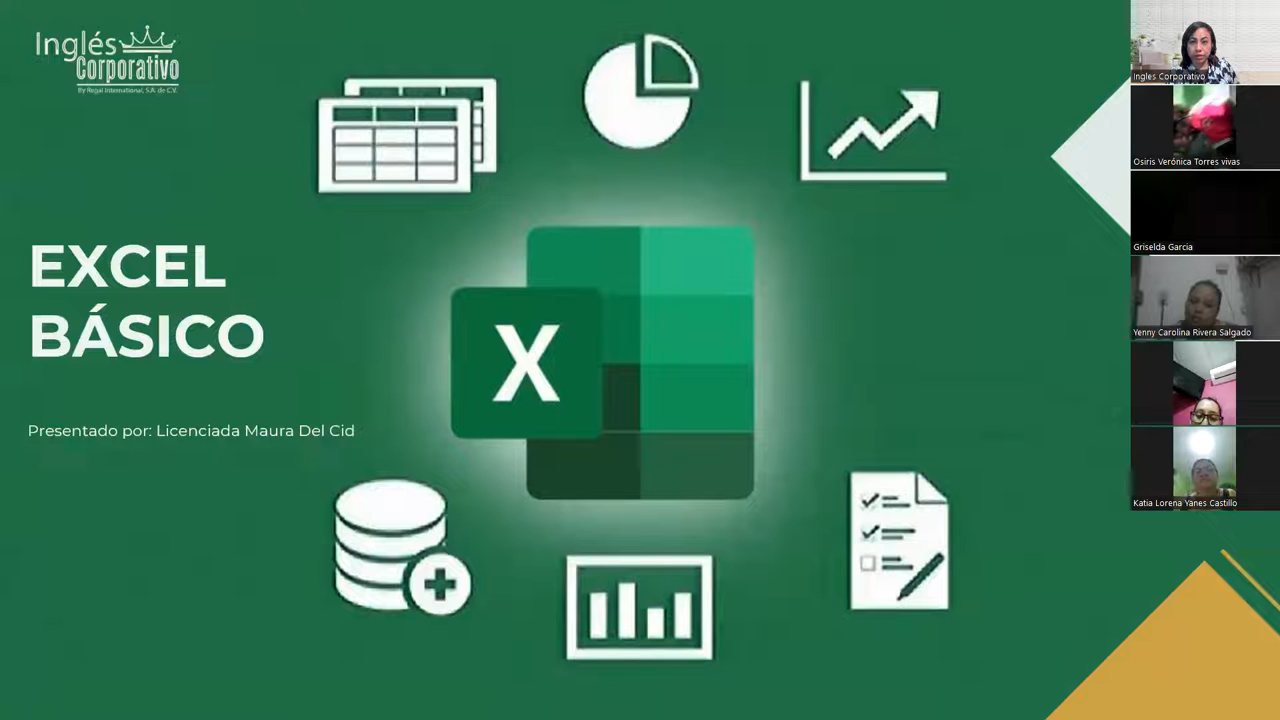 Inglés
Corporativo
By Regal International, S.A. de C.V.
EXCEL
BÁSICO
Presentado por: Licenciada Maura Del Cid
X
Ingles Corporativo
Osiris Verónica Torres vivas
Griselda Garcia
Yenny Carolina Rivera Salgado
Katia Lorena Yanes Castillo